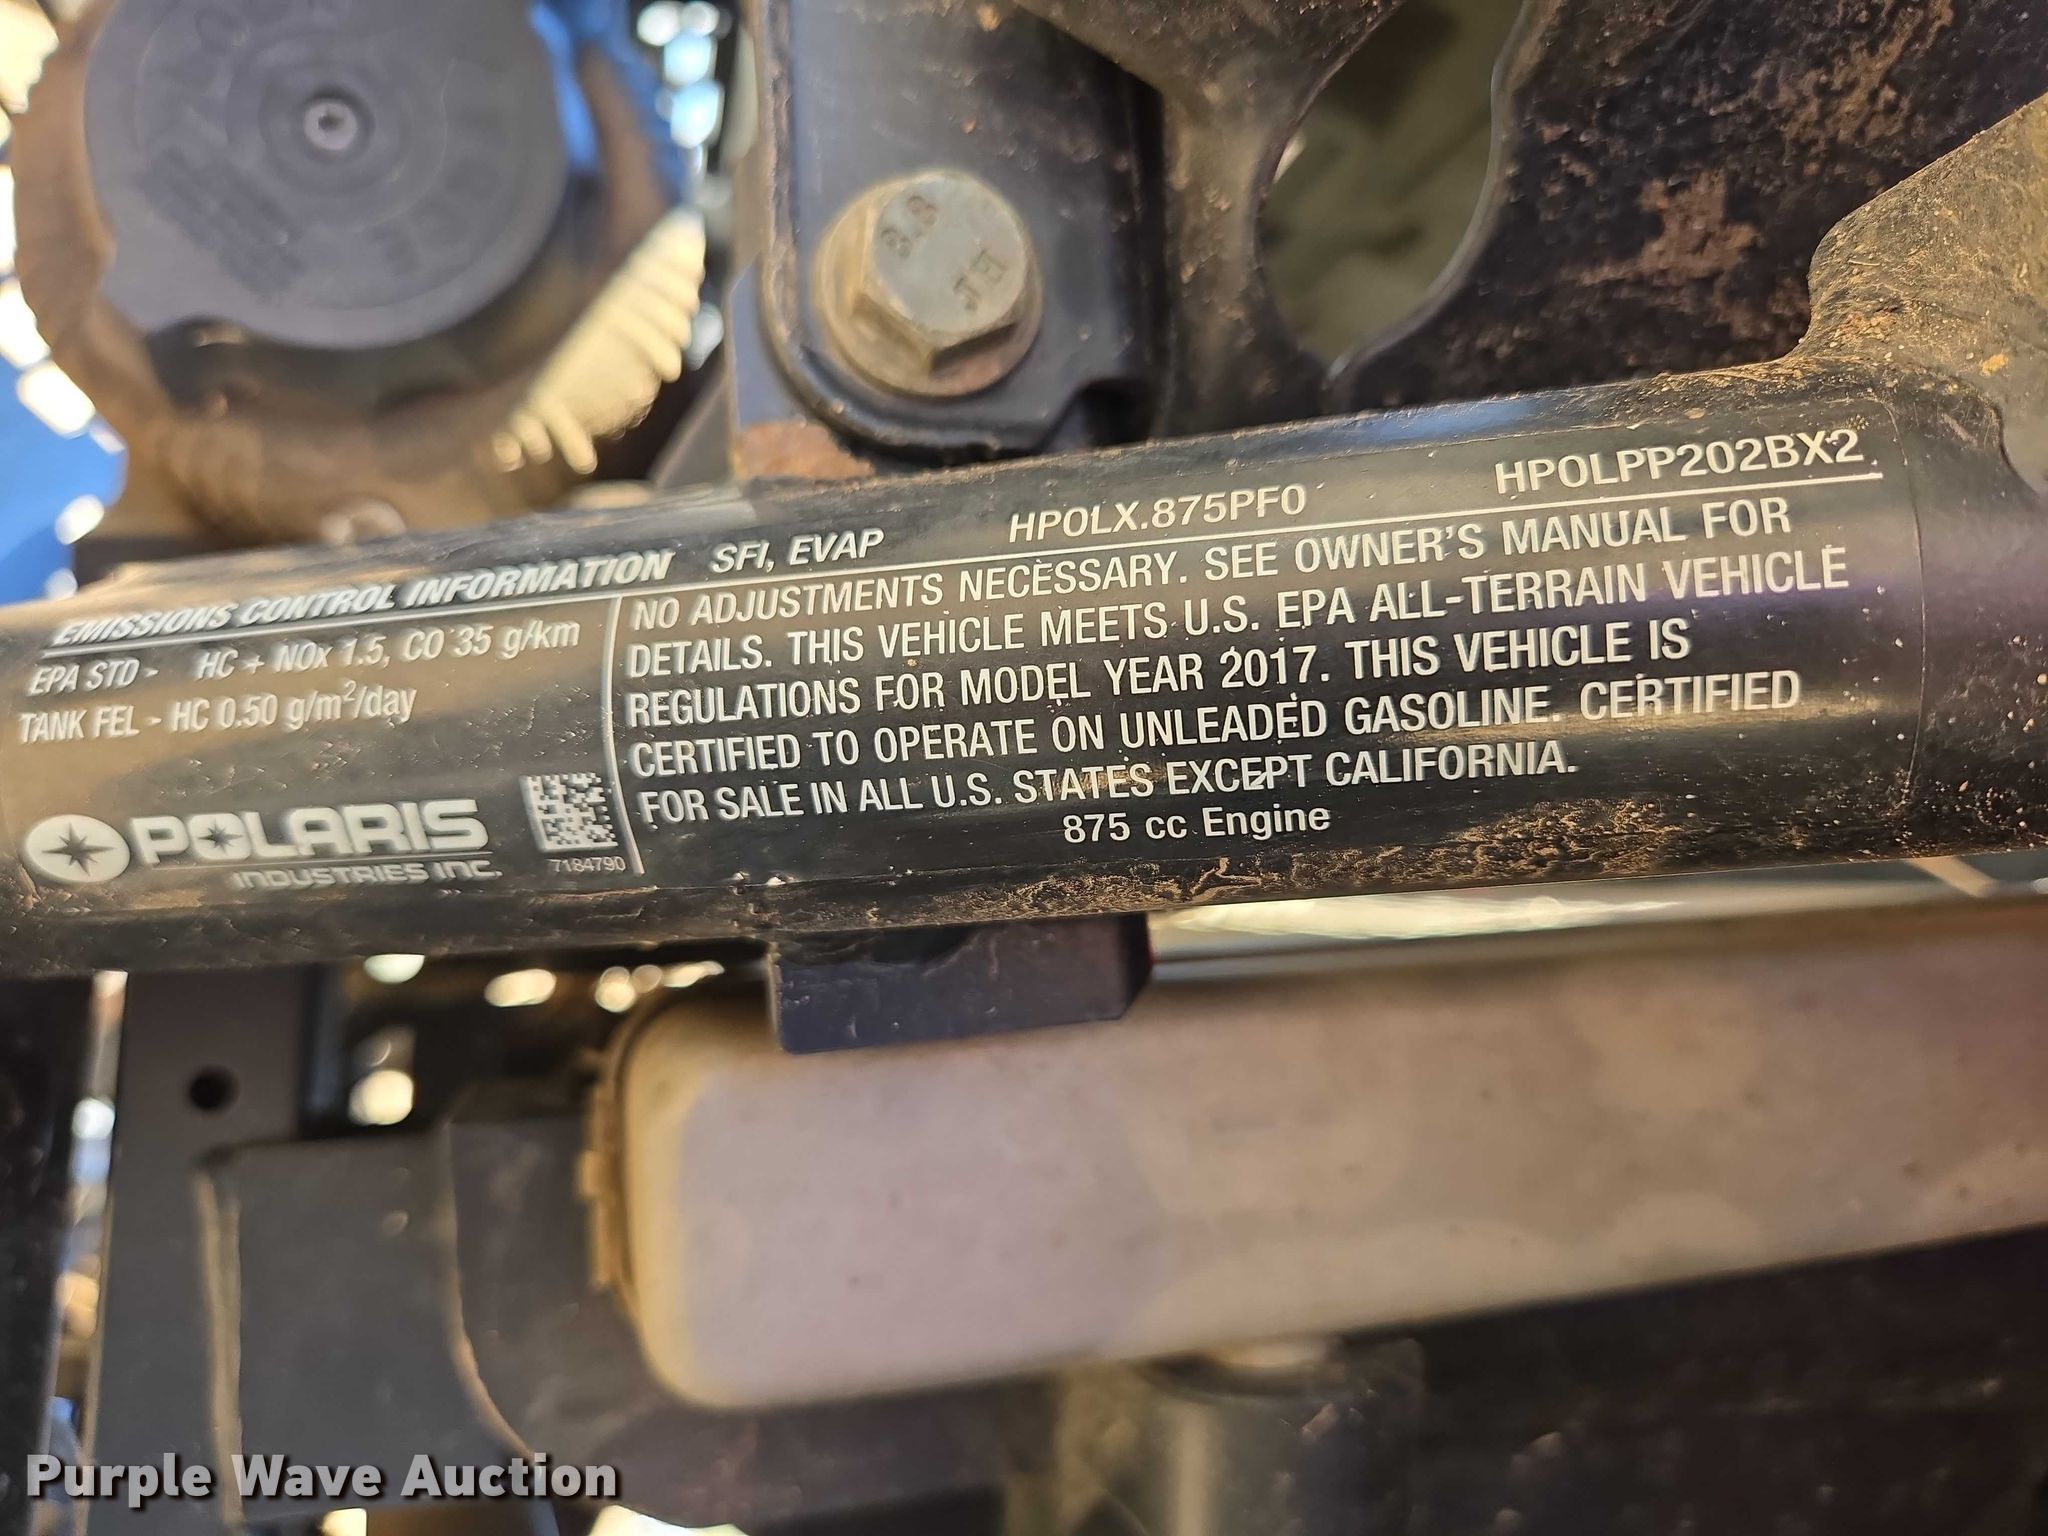 8.8
JH
EMISSIONS CONTROL INFORMATION SFI, EVAP HPOLX.875PF0 HPOLPP202BX2
EPA STD - HC + NOx 1.5, CO 35 g/km
TANK FEL - HC 0.50 g/m²/day
POLARIS
INDUSTRIES INC.
7184790
NO ADJUSTMENTS NECESSARY. SEE OWNER'S MANUAL FOR
DETAILS. THIS VEHICLE MEETS U.S. EPA ALL-TERRAIN VEHICLE
REGULATIONS FOR MODEL YEAR 2017. THIS VEHICLE IS
CERTIFIED TO OPERATE ON UNLEADED GASOLINE. CERTIFIED
FOR SALE IN ALL U.S. STATES EXCEPT CALIFORNIA.
875 cc Engine
Purple Wave Auction